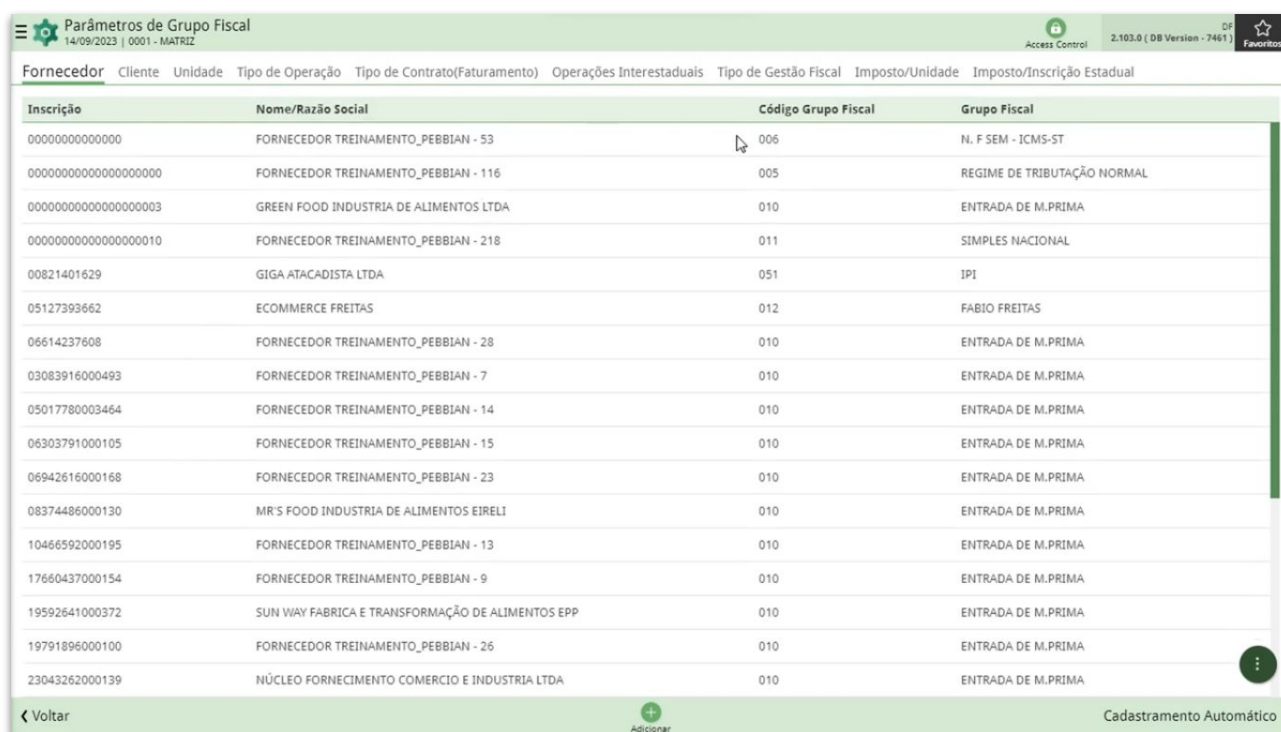 Parâmetros de Grupo Fiscal
14/09/2023 | 0001 - MATRIZ
Access Control
DF
2.103.0 ( DB Version - 7461 )
Favoritos
Fornecedor Cliente Unidade Tipo de Operação Tipo de Contrato(Faturamento) Operações Interestaduais Tipo de Gestão Fiscal Imposto/Unidade Imposto/Inscrição Estadual
Inscrição Nome/Razão Social Código Grupo Fiscal Grupo Fiscal
00000000000000 FORNECEDOR TREINAMENTO_PEBBIAN - 53 006 N. F SEM - ICMS-ST
00000000000000000000 FORNECEDOR TREINAMENTO_PEBBIAN - 116 005 REGIME DE TRIBUTAÇÃO NORMAL
00000000000000000003 GREEN FOOD INDUSTRIA DE ALIMENTOS LTDA 010 ENTRADA DE M.PRIMA
00000000000000000010 FORNECEDOR TREINAMENTO_PEBBIAN - 218 011 SIMPLES NACIONAL
00821401629 GIGA ATACADISTA LTDA 051 IPI
05127393662 ECOMMERCE FREITAS 012 FABIO FREITAS
06614237608 FORNECEDOR TREINAMENTO_PEBBIAN - 28 010 ENTRADA DE M.PRIMA
03083916000493 FORNECEDOR TREINAMENTO_PEBBIAN - 7 010 ENTRADA DE M.PRIMA
05017780003464 FORNECEDOR TREINAMENTO_PEBBIAN - 14 010 ENTRADA DE M.PRIMA
06303791000105 FORNECEDOR TREINAMENTO_PEBBIAN - 15 010 ENTRADA DE M.PRIMA
06942616000168 FORNECEDOR TREINAMENTO_PEBBIAN - 23 010 ENTRADA DE M.PRIMA
08374486000130 MR'S FOOD INDUSTRIA DE ALIMENTOS EIRELI 010 ENTRADA DE M.PRIMA
10466592000195 FORNECEDOR TREINAMENTO_PEBBIAN - 13 010 ENTRADA DE M.PRIMA
17660437000154 FORNECEDOR TREINAMENTO_PEBBIAN - 9 010 ENTRADA DE M.PRIMA
19592641000372 SUN WAY FABRICA E TRANSFORMAÇÃO DE ALIMENTOS EPP 010 ENTRADA DE M.PRIMA
19791896000100 FORNECEDOR TREINAMENTO_PEBBIAN - 26 010 ENTRADA DE M.PRIMA
23043262000139 NÚCLEO FORNECIMENTO COMERCIO E INDUSTRIA LTDA 010 ENTRADA DE M.PRIMA
Voltar Adicionar Cadastramento Automático